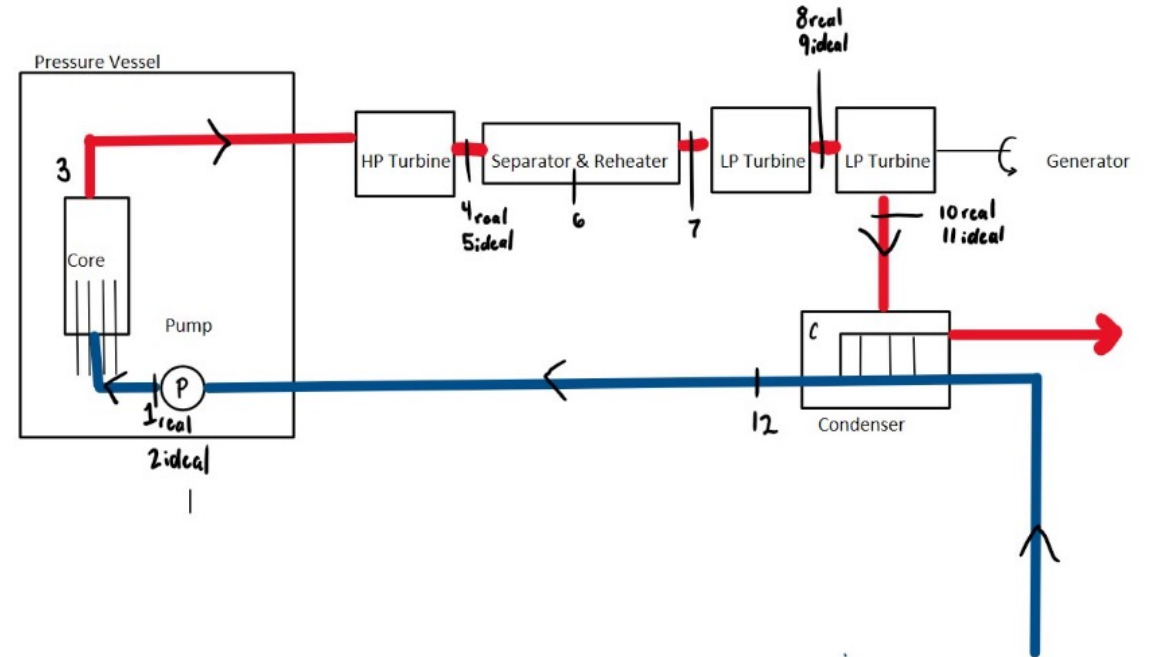 8real
9ideal
Pressure Vessel
3
HP Turbine
Separator & Reheater
LP Turbine
LP Turbine
Generator
4real
5ideal
6
7
10real
11ideal
Core
Pump
C
P
1real
2ideal
12
Condenser